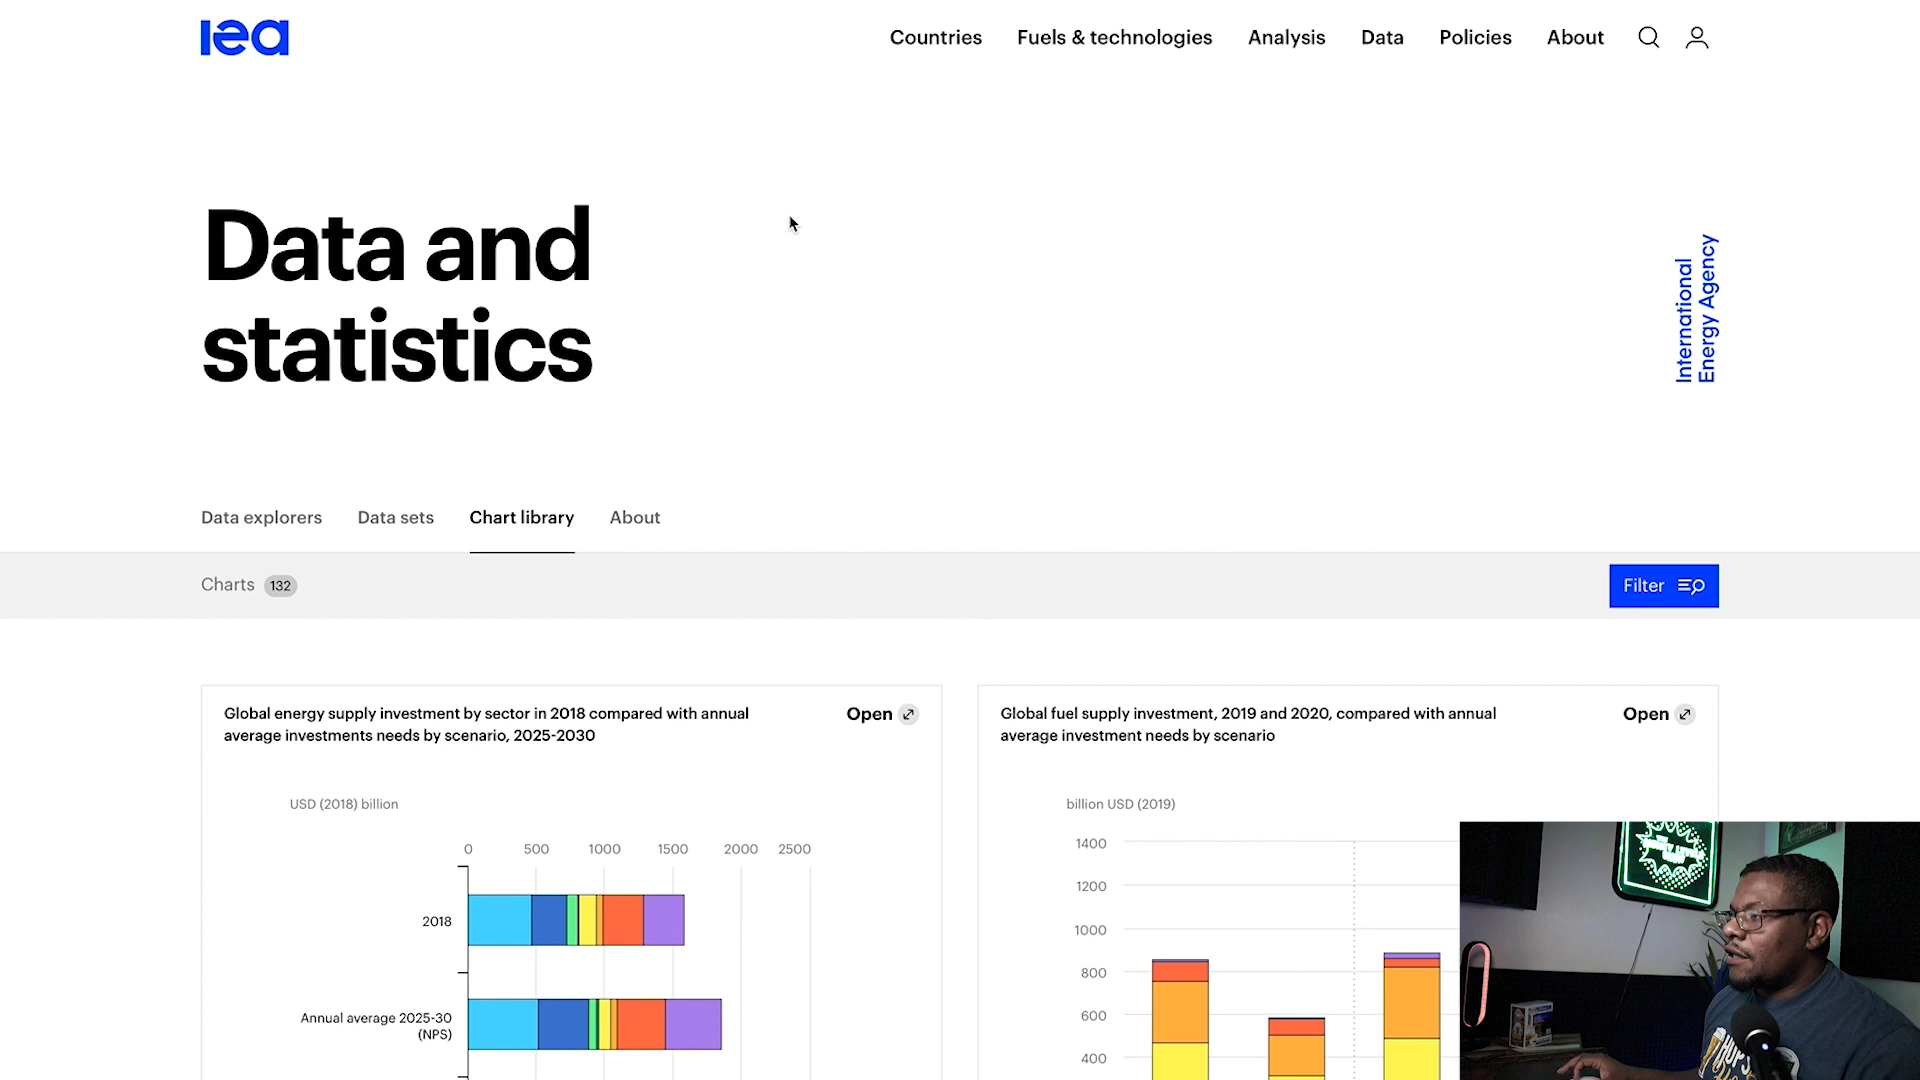 iea
Countries
Fuels & technologies
Analysis
Data
Policies
About
Data and
statistics
International
Energy Agency
Data explorers
Data sets
Chart library
About
Charts 132
Filter
Global energy supply investment by sector in 2018 compared with annual
average investments needs by scenario, 2025-2030
Open
USD (2018) billion
0 500 1000 1500 2000 2500
2018
Annual average 2025-30
(NPS)
Global fuel supply investment, 2019 and 2020, compared with annual
average investment needs by scenario
Open
billion USD (2019)
1400
1200
1000
800
600
400